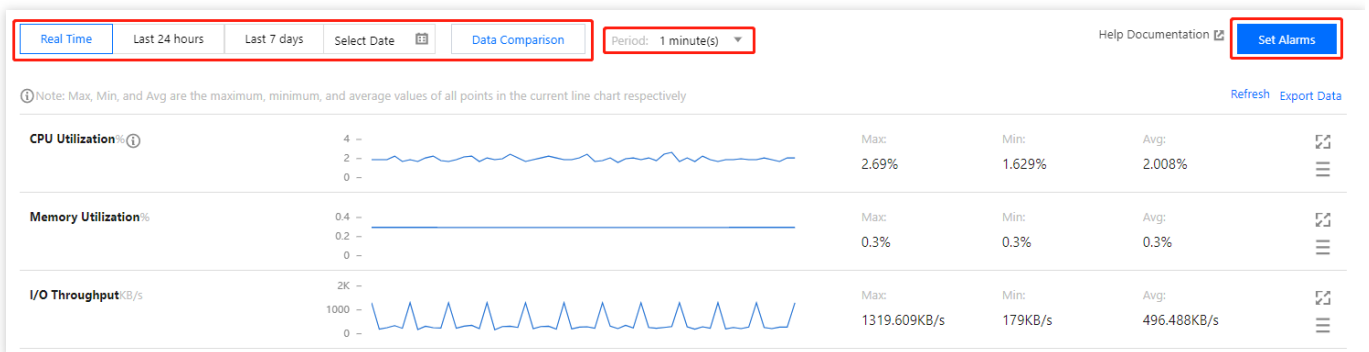 Real Time Last 24 hours Last 7 days Select Date Data Comparison Period: 1 minute(s) Help Documentation Set Alarms
Note: Max, Min, and Avg are the maximum, minimum, and average values of all points in the current line chart respectively Refresh Export Data
CPU Utilization% 4 Max: Min: Avg:
2 2.69% 1.629% 2.008%
0
Memory Utilization% 0.4 Max: Min: Avg:
0.2 0.3% 0.3% 0.3%
0
I/O ThroughputKB/s 2K Max: Min: Avg:
1000 1319.609KB/s 179KB/s 496.488KB/s
0